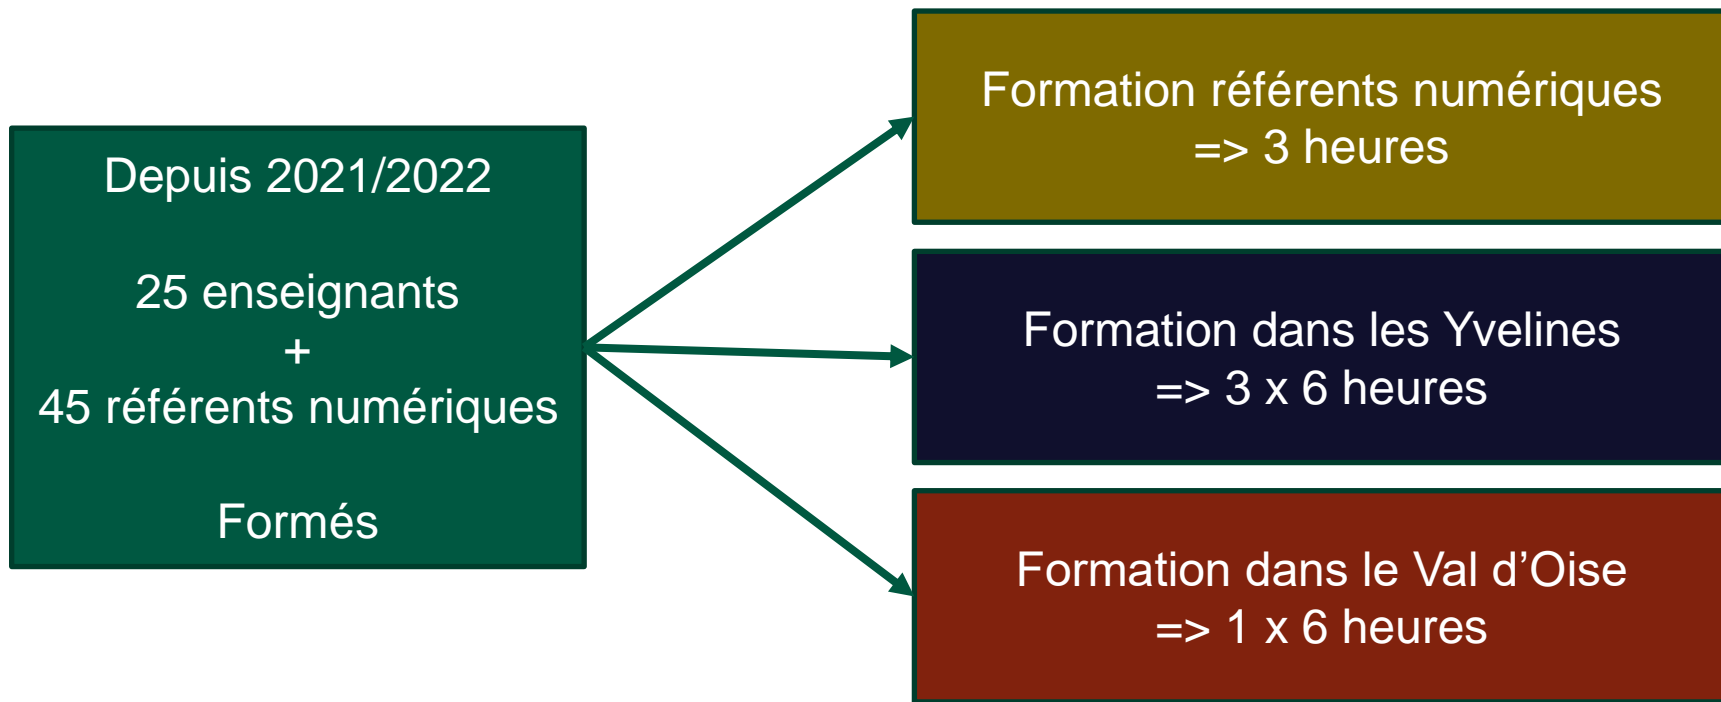 Depuis 2021/2022
25 enseignants
+
45 référents numériques
Formés
Formation référents numériques
=> 3 heures
Formation dans les Yvelines
=> 3 x 6 heures
Formation dans le Val d’Oise
=> 1 x 6 heures